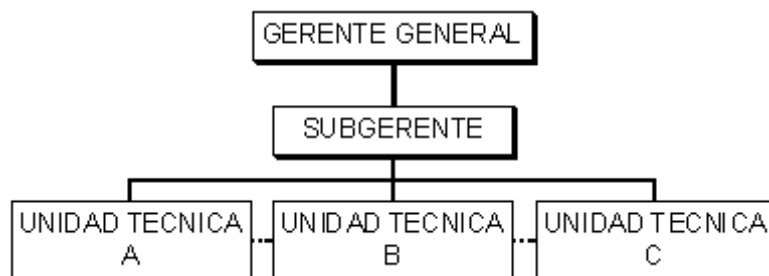 GERENTE GENERAL
SUBGERENTE
UNIDAD TECNICA
A
UNIDAD TECNICA
B
UNIDAD TECNICA
C